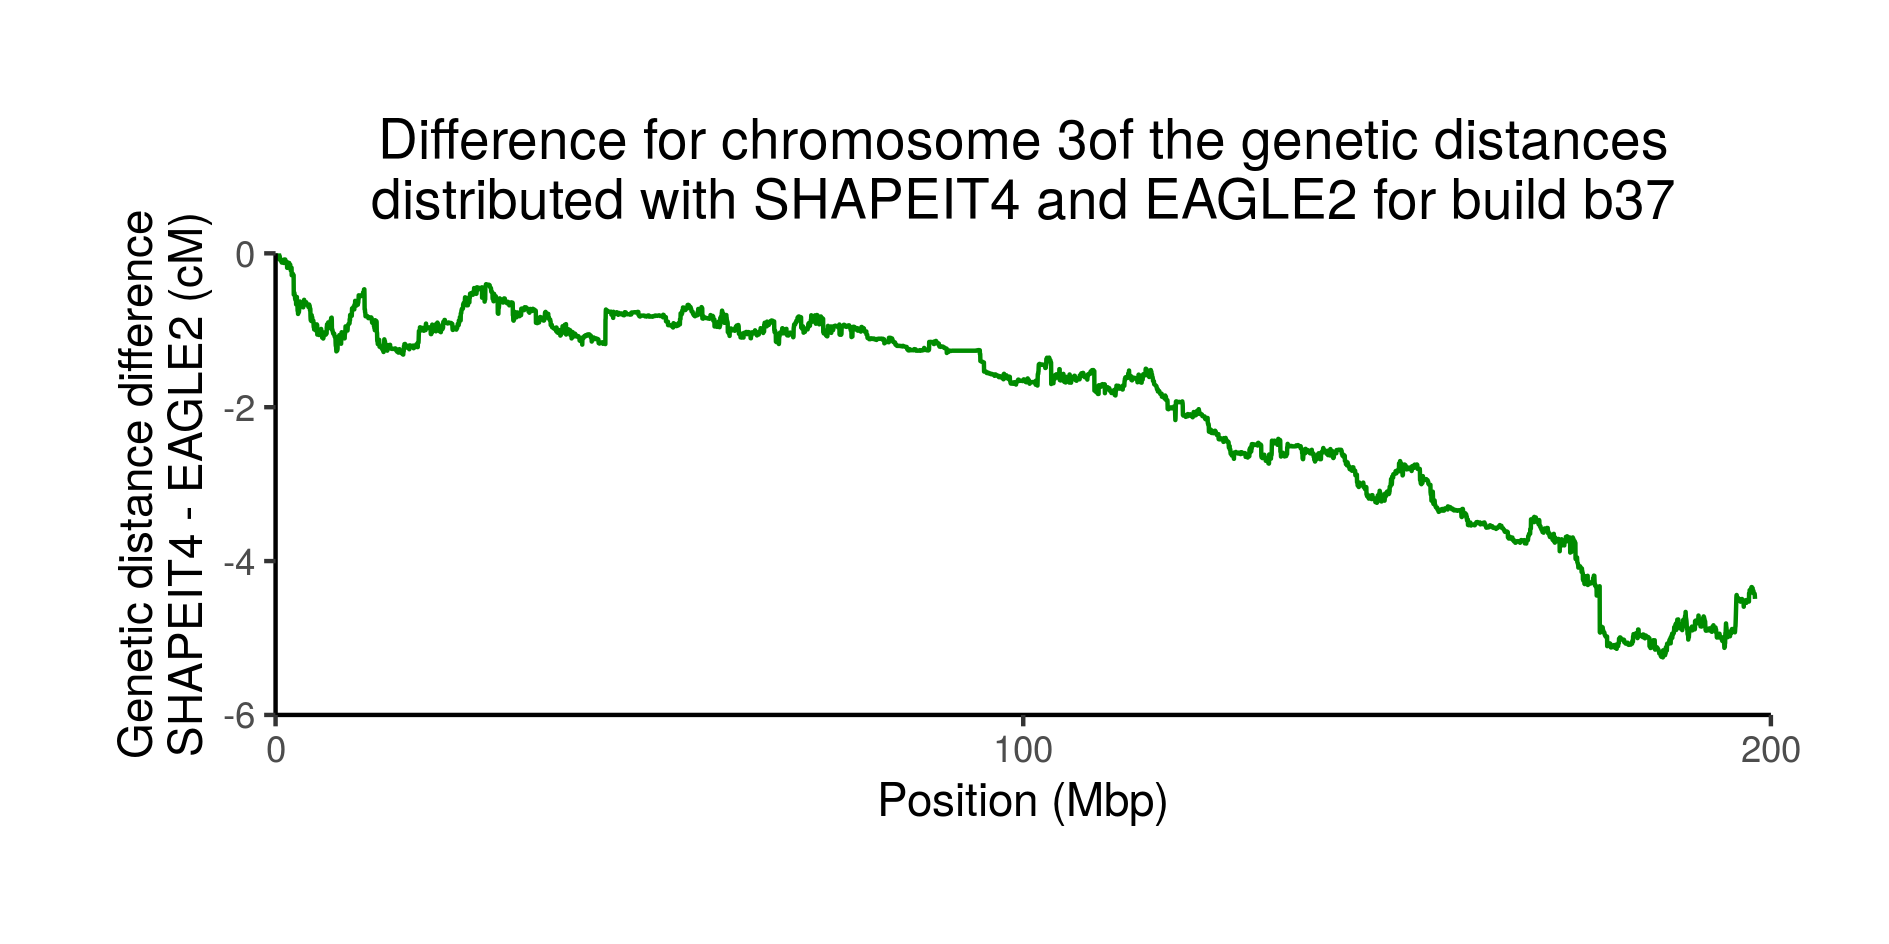 Difference for chromosome 3of the genetic distances
distributed with SHAPEIT4 and EAGLE2 for build b37
Genetic distance difference
SHAPEIT4 - EAGLE2 (cM)
0
-2
-4
-6
0
100
200
Position (Mbp)